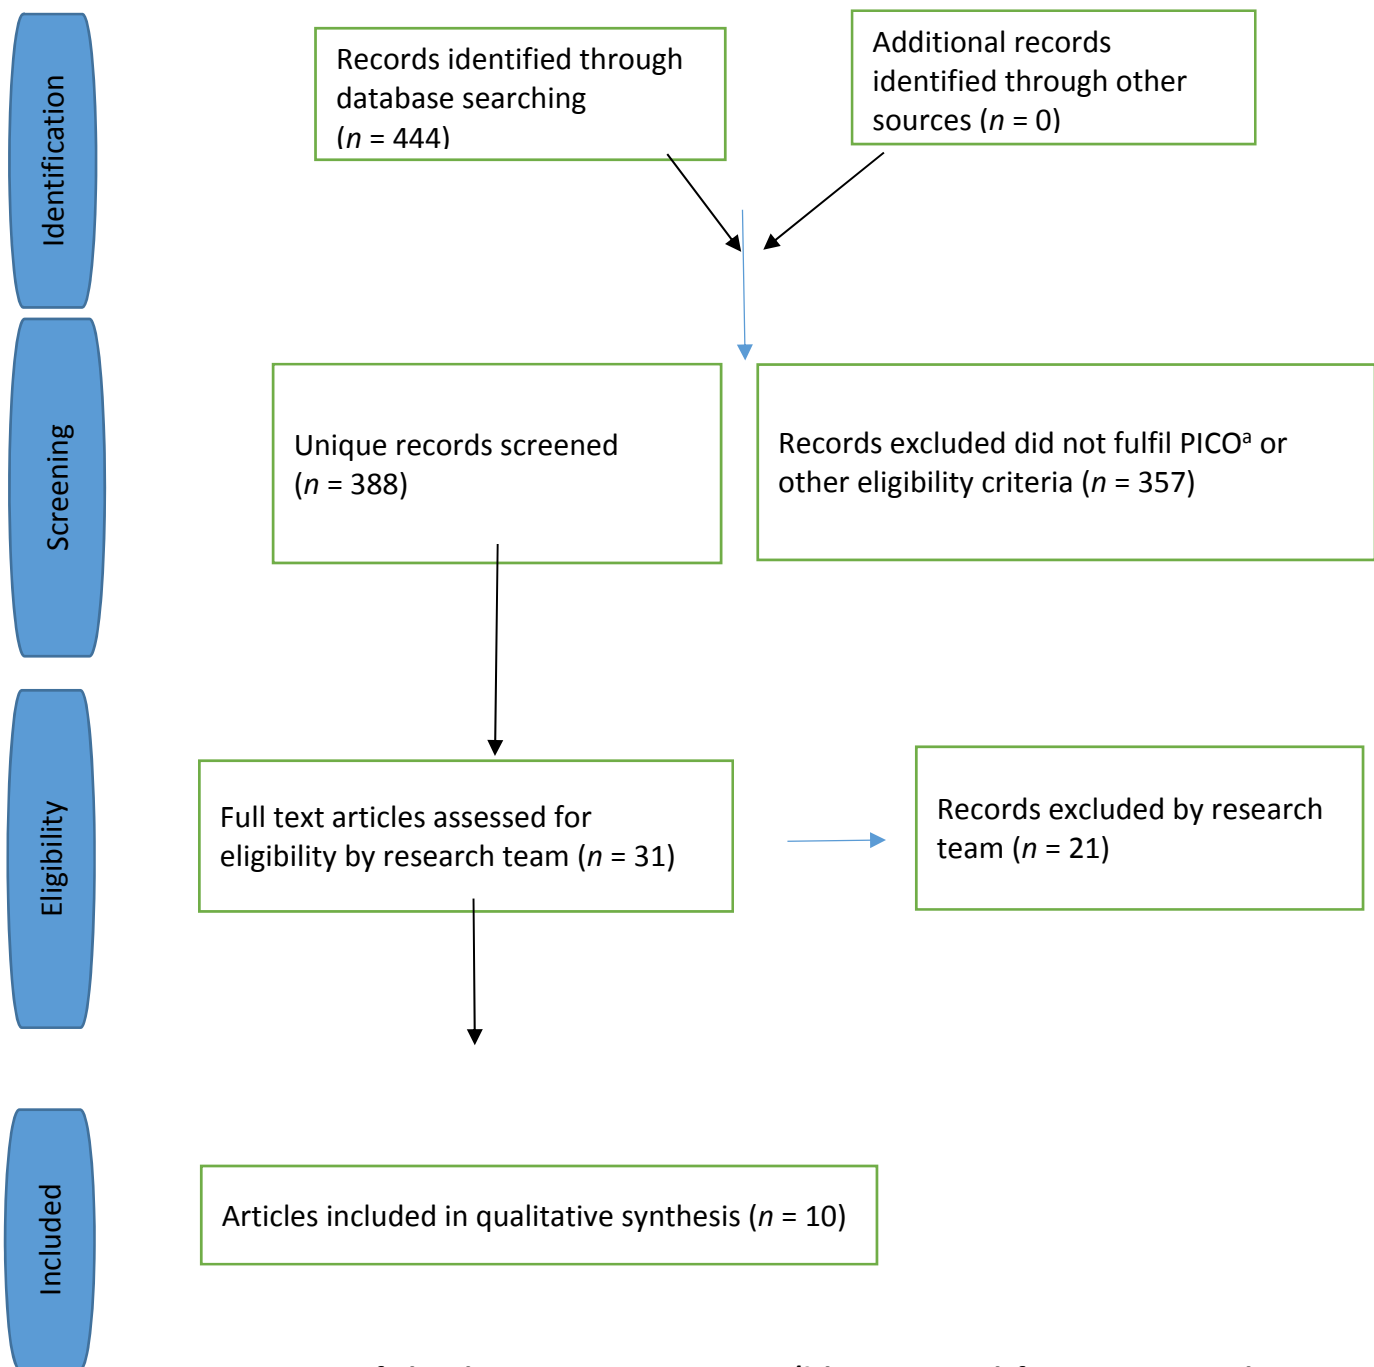 Identification
Records identified through
database searching
(n = 444)
Additional records
identified through other
sources (n = 0)
Screening
Unique records screened
(n = 388)
Records excluded did not fulfil PICOᵃ or
other eligibility criteria (n = 357)
Eligibility
Full text articles assessed for
eligibility by research team (n = 31)
Records excluded by research
team (n = 21)
Included
Articles included in qualitative synthesis (n = 10)